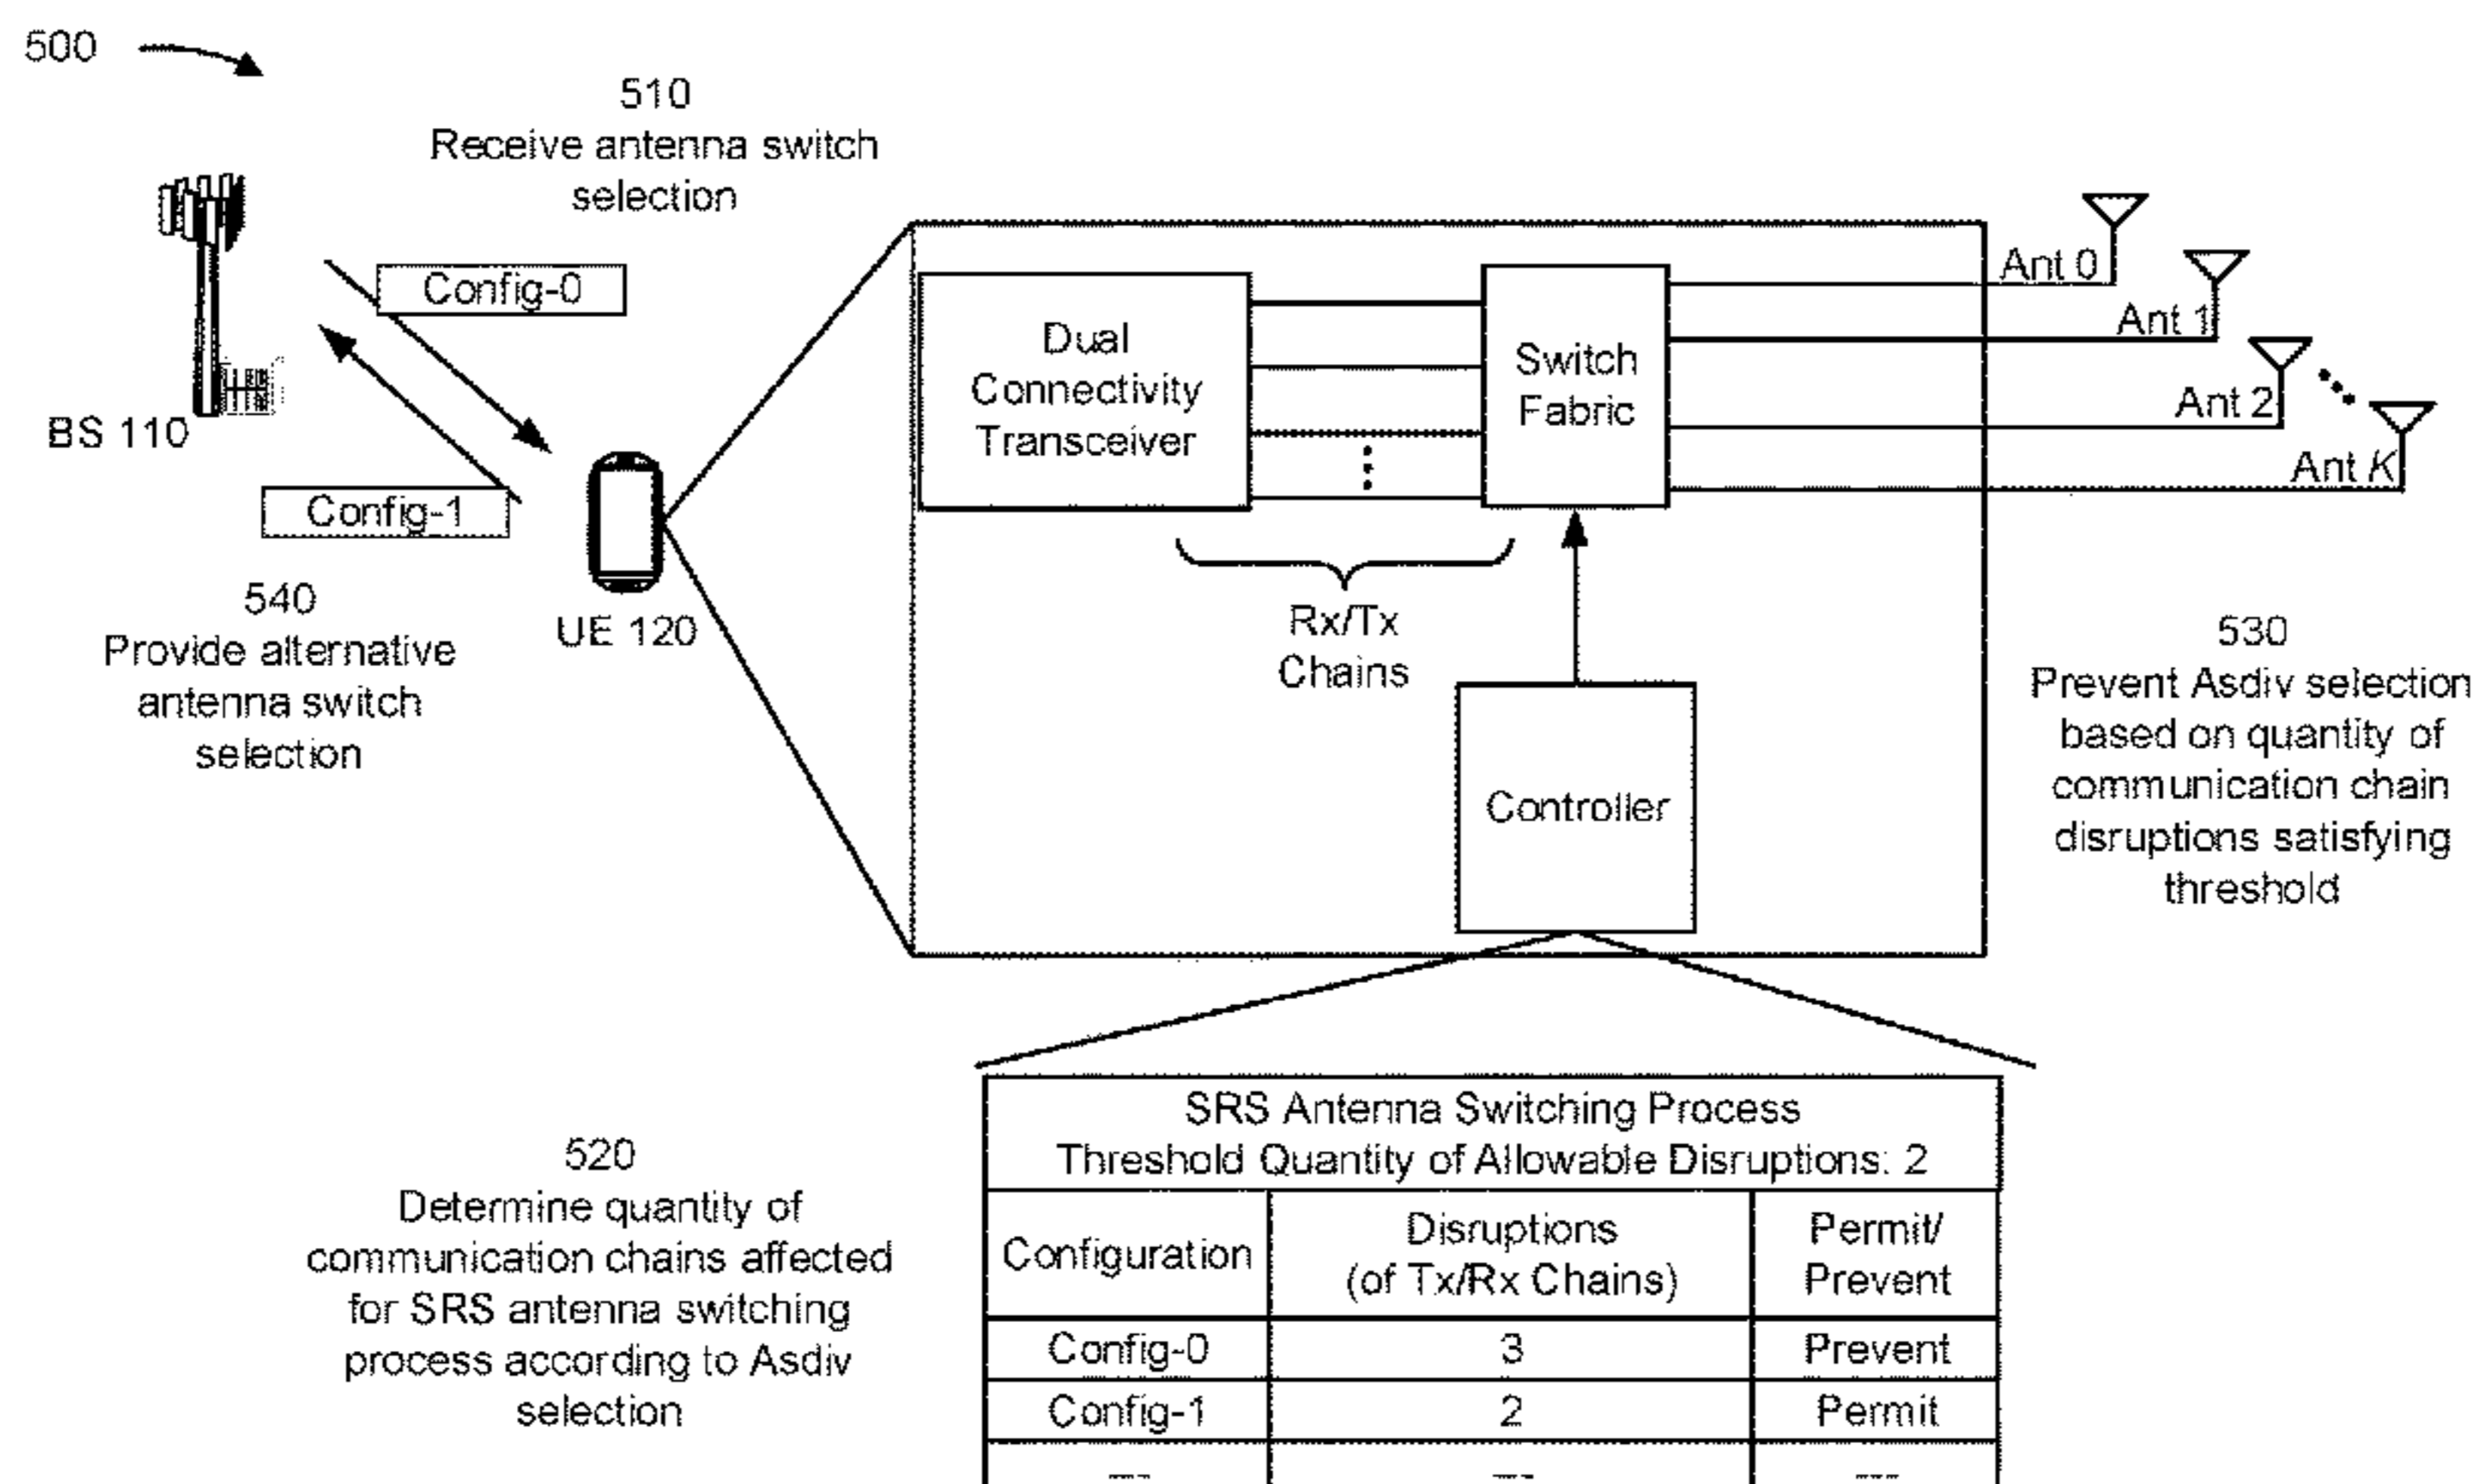 500
510
Receive antenna switch
selection
Config-0
Config-1
BS 110
UE 120
540
Provide alternative
antenna switch
selection
Dual
Connectivity
Transceiver
Switch
Fabric
Rx/Tx
Chains
Controller
Ant 0
Ant 1
Ant 2
Ant K
530
Prevent Asdiv selection
based on quantity of
communication chain
disruptions satisfying
threshold
520
Determine quantity of
communication chains affected
for SRS antenna switching
process according to Asdiv
selection
SRS Antenna Switching Process
Threshold Quantity of Allowable Disruptions: 2
Configuration
Disruptions
(of Tx/Rx Chains)
Permit/
Prevent
Config-0 3 Prevent
Config-1 2 Permit